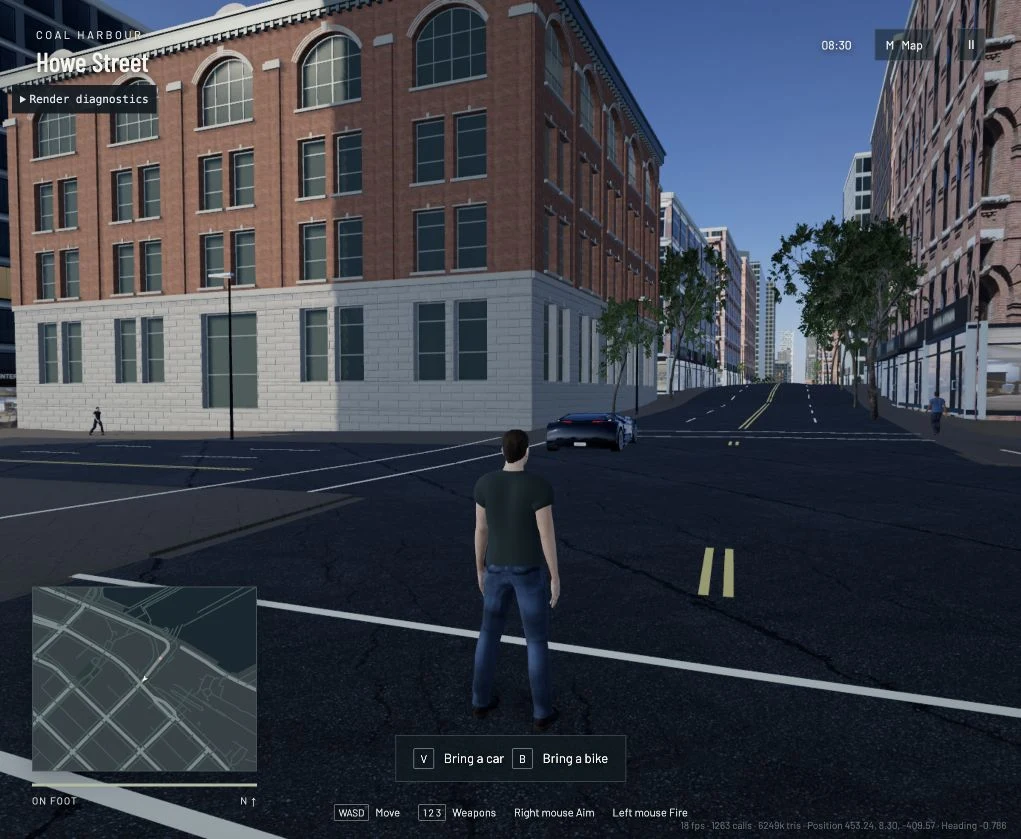 COAL HARBOUR
Howe Street
Render diagnostics
08:30
M Map
V Bring a car B Bring a bike
ON FOOT
N ↑
WASD Move 1 2 3 Weapons Right mouse Aim Left mouse Fire
18 fps · 1263 calls · 6249k tris · Position 453.24, 8.30, -409.57 · Heading -0.786